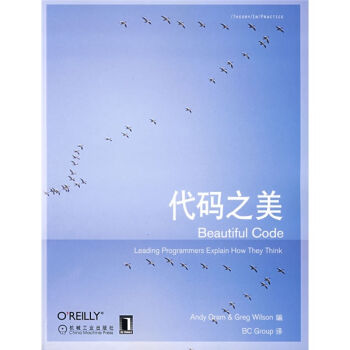 /THEORY/IN/PRACTICE
代码之美
Beautiful Code
Leading Programmers Explain How They Think
Andy Oram & Greg Wilson 编
BC Group 译
O'REILLY®
机械工业出版社
China Machine Press